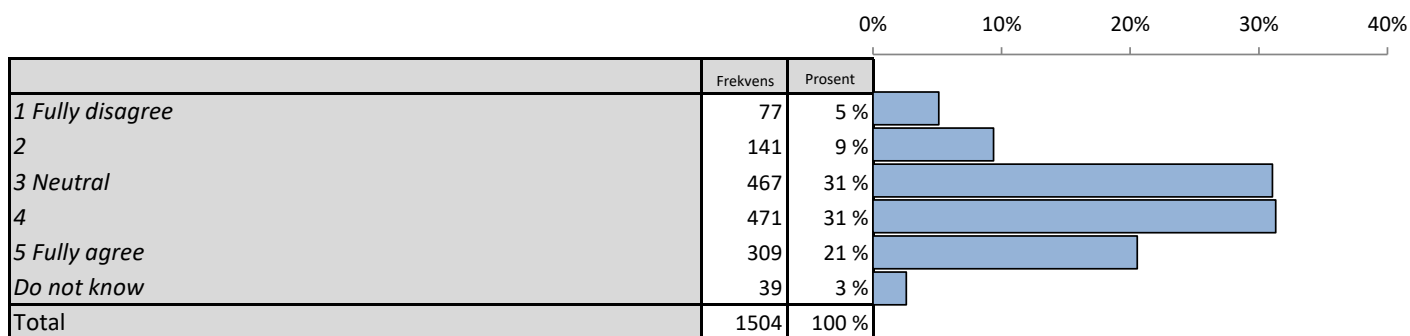 0% 10% 20% 30% 40%
Frekvens Prosent
1 Fully disagree 77 5 %
2 141 9 %
3 Neutral 467 31 %
4 471 31 %
5 Fully agree 309 21 %
Do not know 39 3 %
Total 1504 100 %